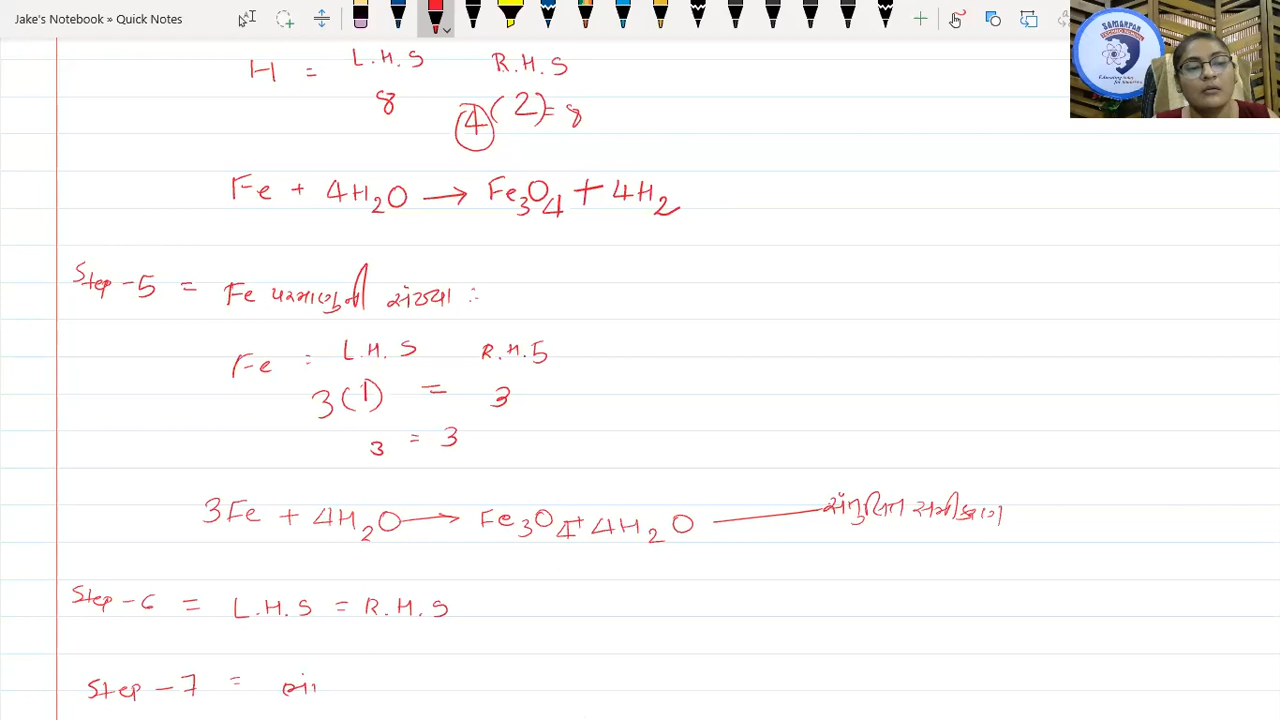 Jake's Notebook » Quick Notes
SAMARPAN
H = L.H.S R.H.S
8 4(2)=8
Fe + 4H₂O → Fe₃O₄ + 4H₂
Step-5 = Fe પરમાણુની સંખ્યા :
Fe = L.H.S R.H.S
3(1) = 3
3 = 3
3Fe + 4H₂O → Fe₃O₄ + 4H₂O — સંતુલિત સમીકરણ
Step-6 = L.H.S = R.H.S
Step-7 =